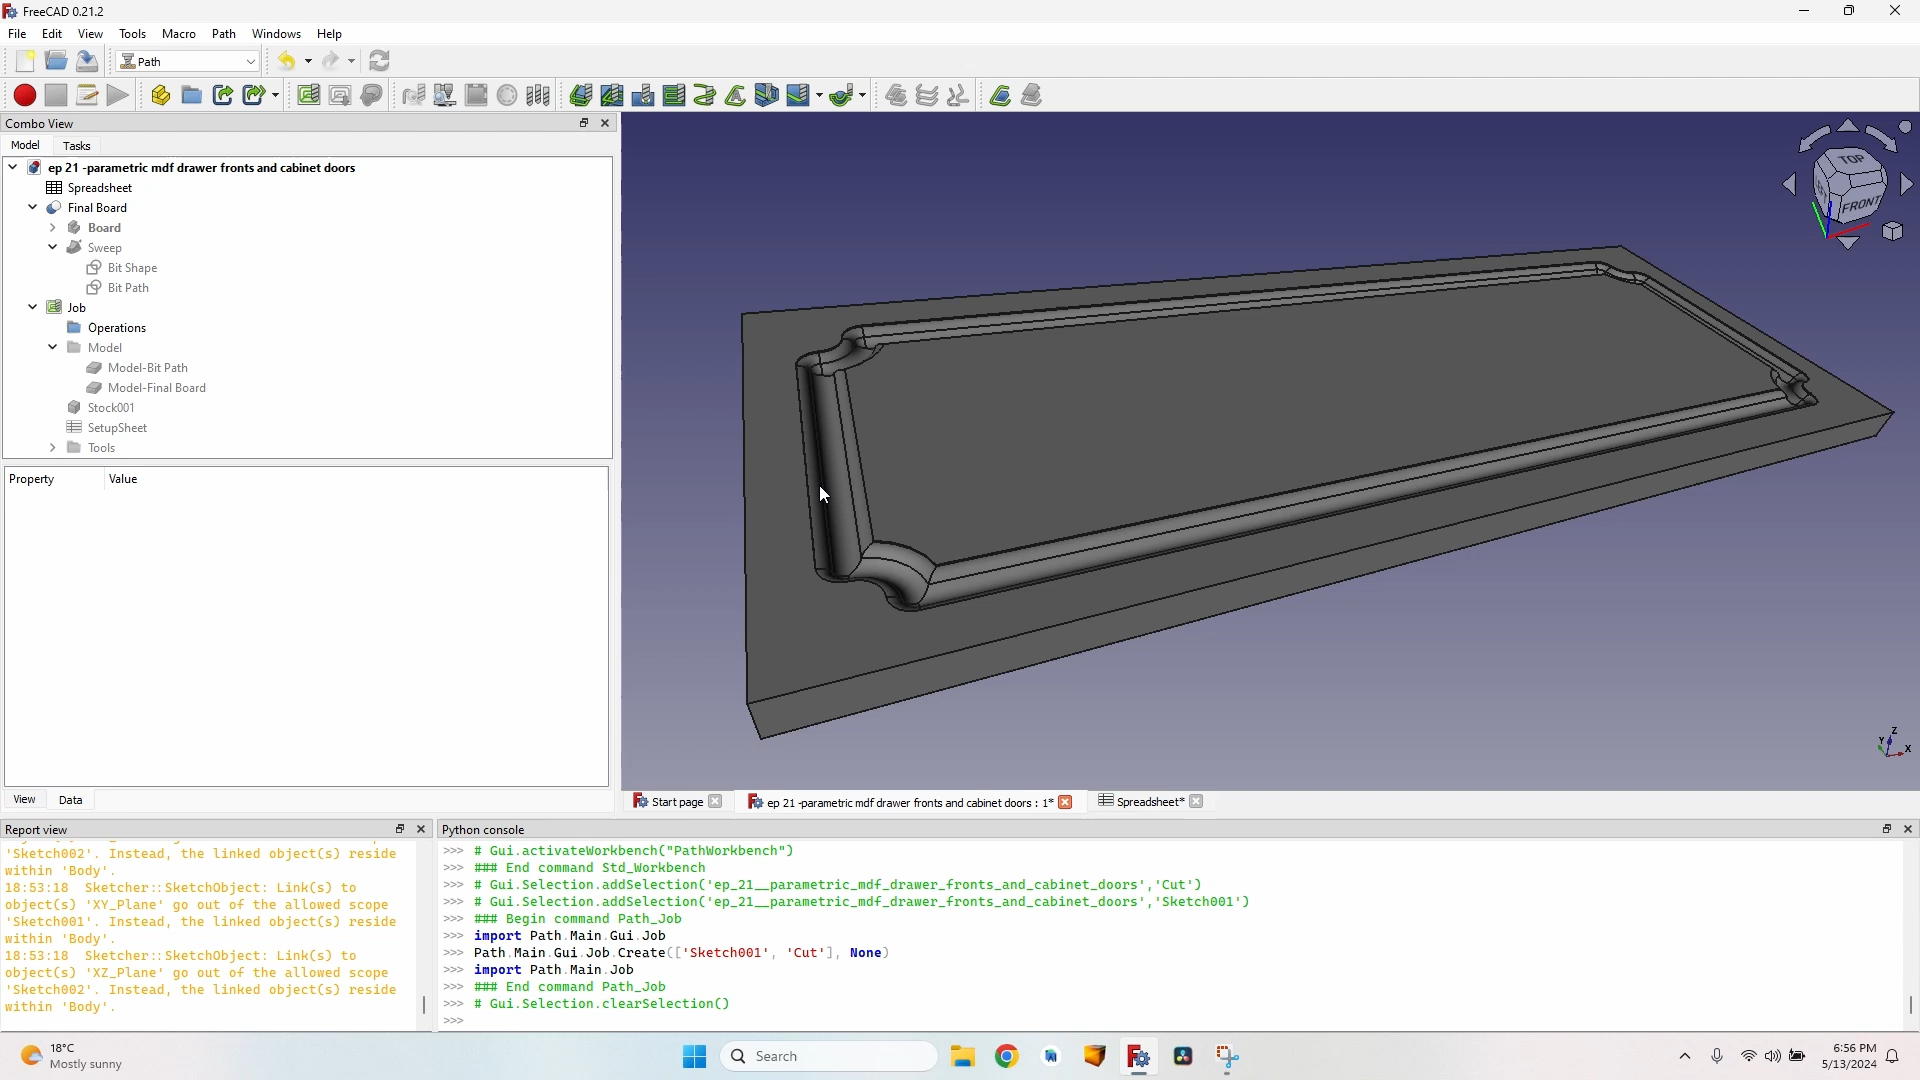 FreeCAD 0.21.2
File Edit View Tools Macro Path Windows Help
Path
Combo View
Model Tasks
ep 21 -parametric mdf drawer fronts and cabinet doors
Spreadsheet
Final Board
Board
Sweep
Bit Shape
Bit Path
Job
Operations
Model
Model-Bit Path
Model-Final Board
Stock001
SetupSheet
Tools
Property Value
TOP
FRONT
Z
Y
X
View Data
Start page
ep 21 -parametric mdf drawer fronts and cabinet doors : 1*
Spreadsheet*
Report view
'Sketch002'. Instead, the linked object(s) reside
within 'Body'.
18:53:18 Sketcher::SketchObject: Link(s) to
object(s) 'XY_Plane' go out of the allowed scope
'Sketch001'. Instead, the linked object(s) reside
within 'Body'.
18:53:18 Sketcher::SketchObject: Link(s) to
object(s) 'XZ_Plane' go out of the allowed scope
'Sketch002'. Instead, the linked object(s) reside
within 'Body'.
Python console
>>> # Gui.activateWorkbench("PathWorkbench")
>>> ### End command Std_Workbench
>>> # Gui.Selection.addSelection('ep_21__parametric_mdf_drawer_fronts_and_cabinet_doors','Cut')
>>> # Gui.Selection.addSelection('ep_21__parametric_mdf_drawer_fronts_and_cabinet_doors','Sketch001')
>>> ### Begin command Path_Job
>>> import Path.Main.Gui.Job
>>> Path.Main.Gui.Job.Create(['Sketch001', 'Cut'], None)
>>> import Path.Main.Job
>>> ### End command Path_Job
>>> # Gui.Selection.clearSelection()
>>>
18°C
Mostly sunny
Search
6:56 PM
5/13/2024